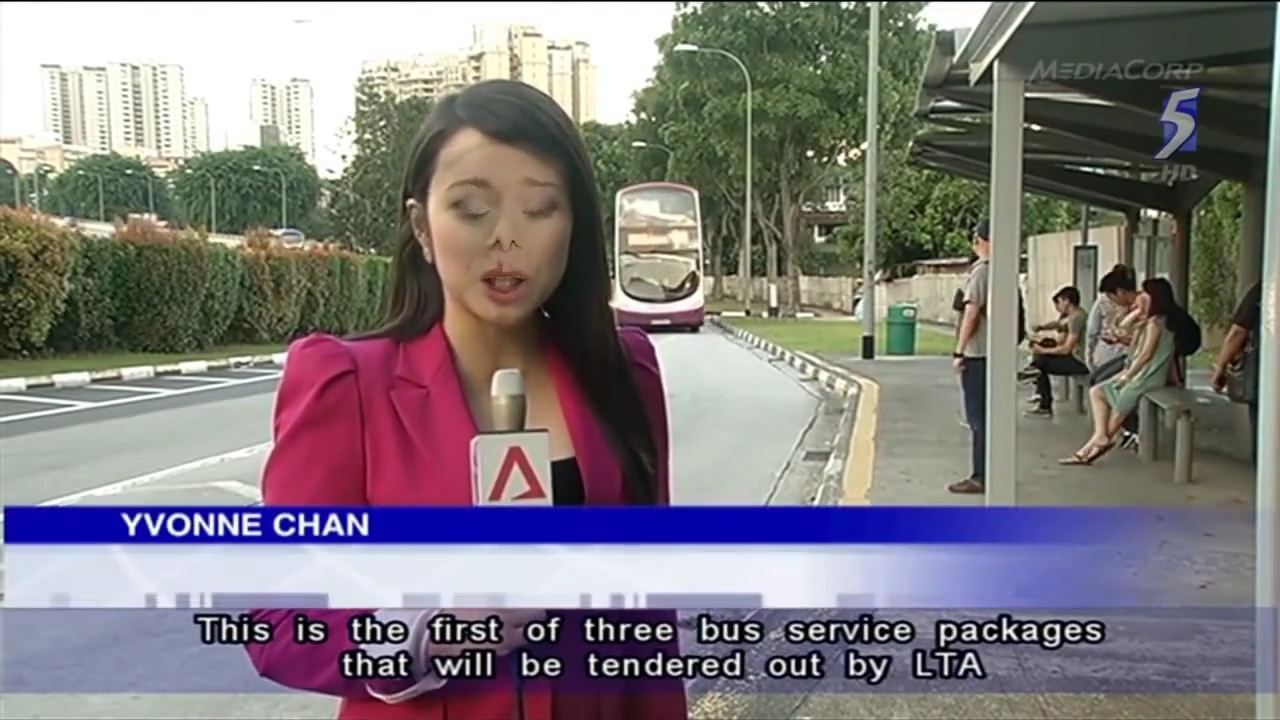 MEDIACORP
5
HD
YVONNE CHAN
This is the first of three bus service packages
that will be tendered out by LTA